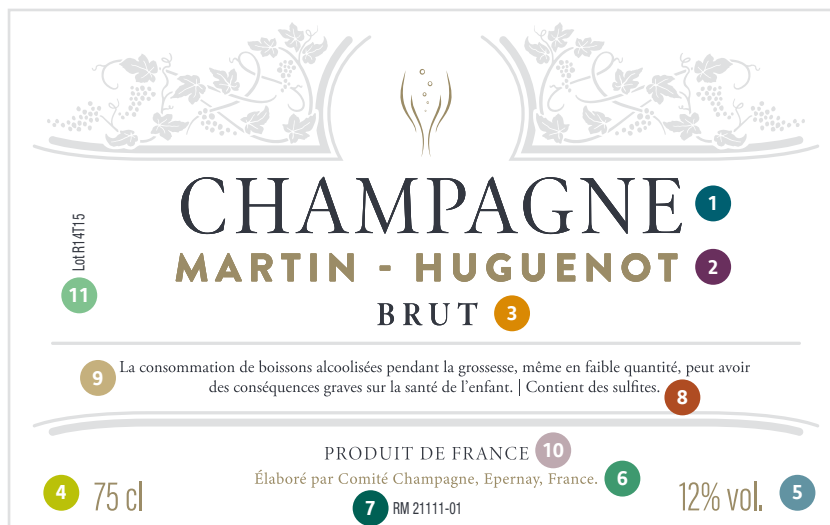 CHAMPAGNE 1
MARTIN - HUGUENOT 2
BRUT 3
Lot R14T15
11
9 La consommation de boissons alcoolisées pendant la grossesse, même en faible quantité, peut avoir
des conséquences graves sur la santé de l'enfant. | Contient des sulfites. 8
PRODUIT DE FRANCE 10
Élaboré par Comité Champagne, Epernay, France. 6
4 75 cl
7 RM 21111-01
12% vol. 5